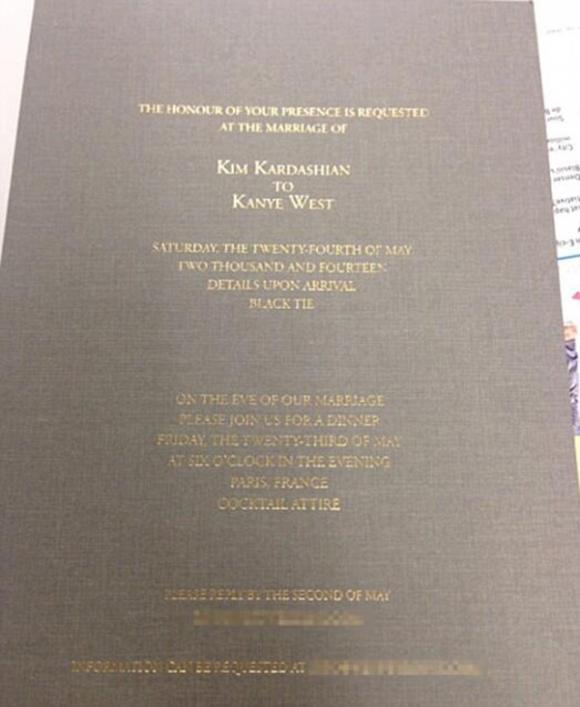 THE HONOUR OF YOUR PRESENCE IS REQUESTED
AT THE MARRIAGE OF
KIM KARDASHIAN
TO
KANYE WEST
SATURDAY, THE TWENTY-FOURTH OF MAY
TWO THOUSAND AND FOURTEEN
DETAILS UPON ARRIVAL
BLACK TIE
ON THE EVE OF OUR MARRIAGE
PLEASE JOIN US FOR A DINNER
FRIDAY, THE TWENTY-THIRD OF MAY
AT SIX O'CLOCK IN THE EVENING
PARIS, FRANCE
COCKTAIL ATTIRE
PLEASE REPLY BY THE SECOND OF MAY
INFORMATION CAN BE REQUESTED AT